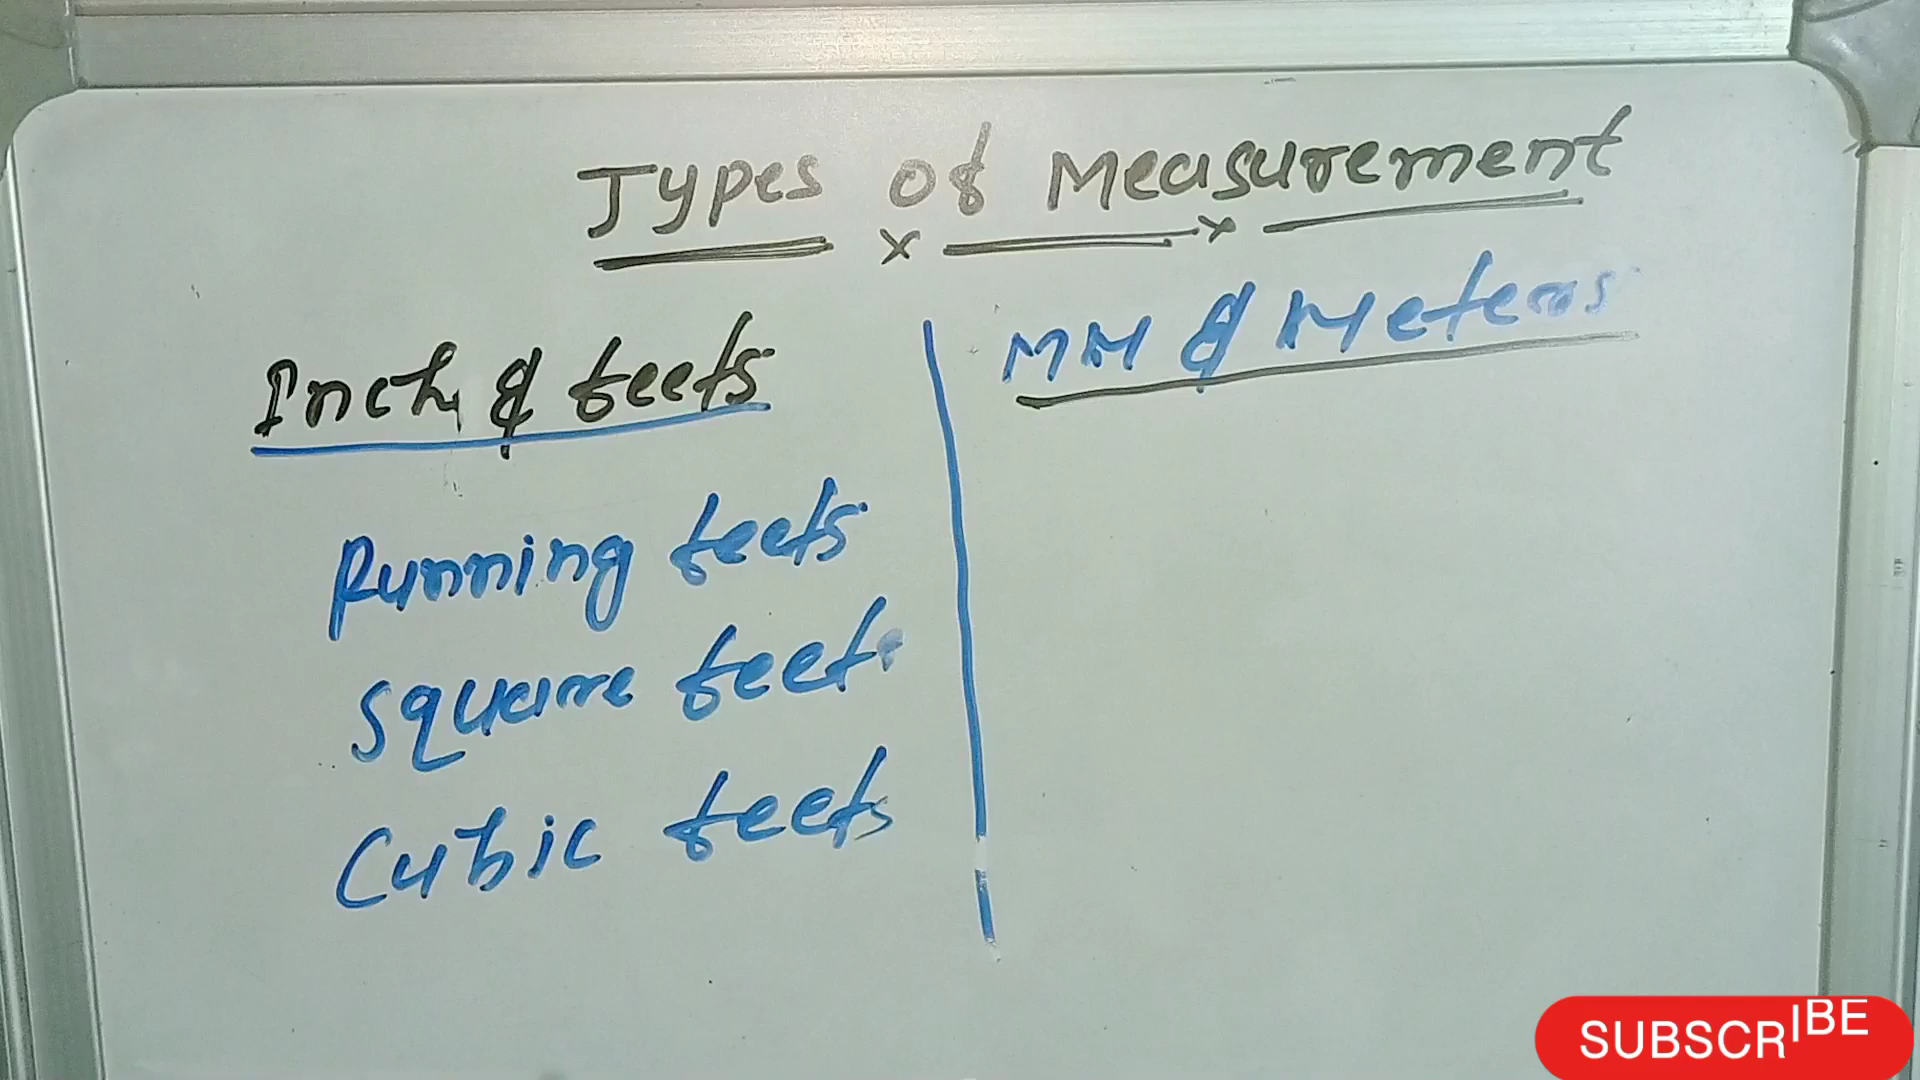 Types of Measurement
Inch & feets
Running feets
Square feets
Cubic feets
MM & Meters
SUBSCRIBE